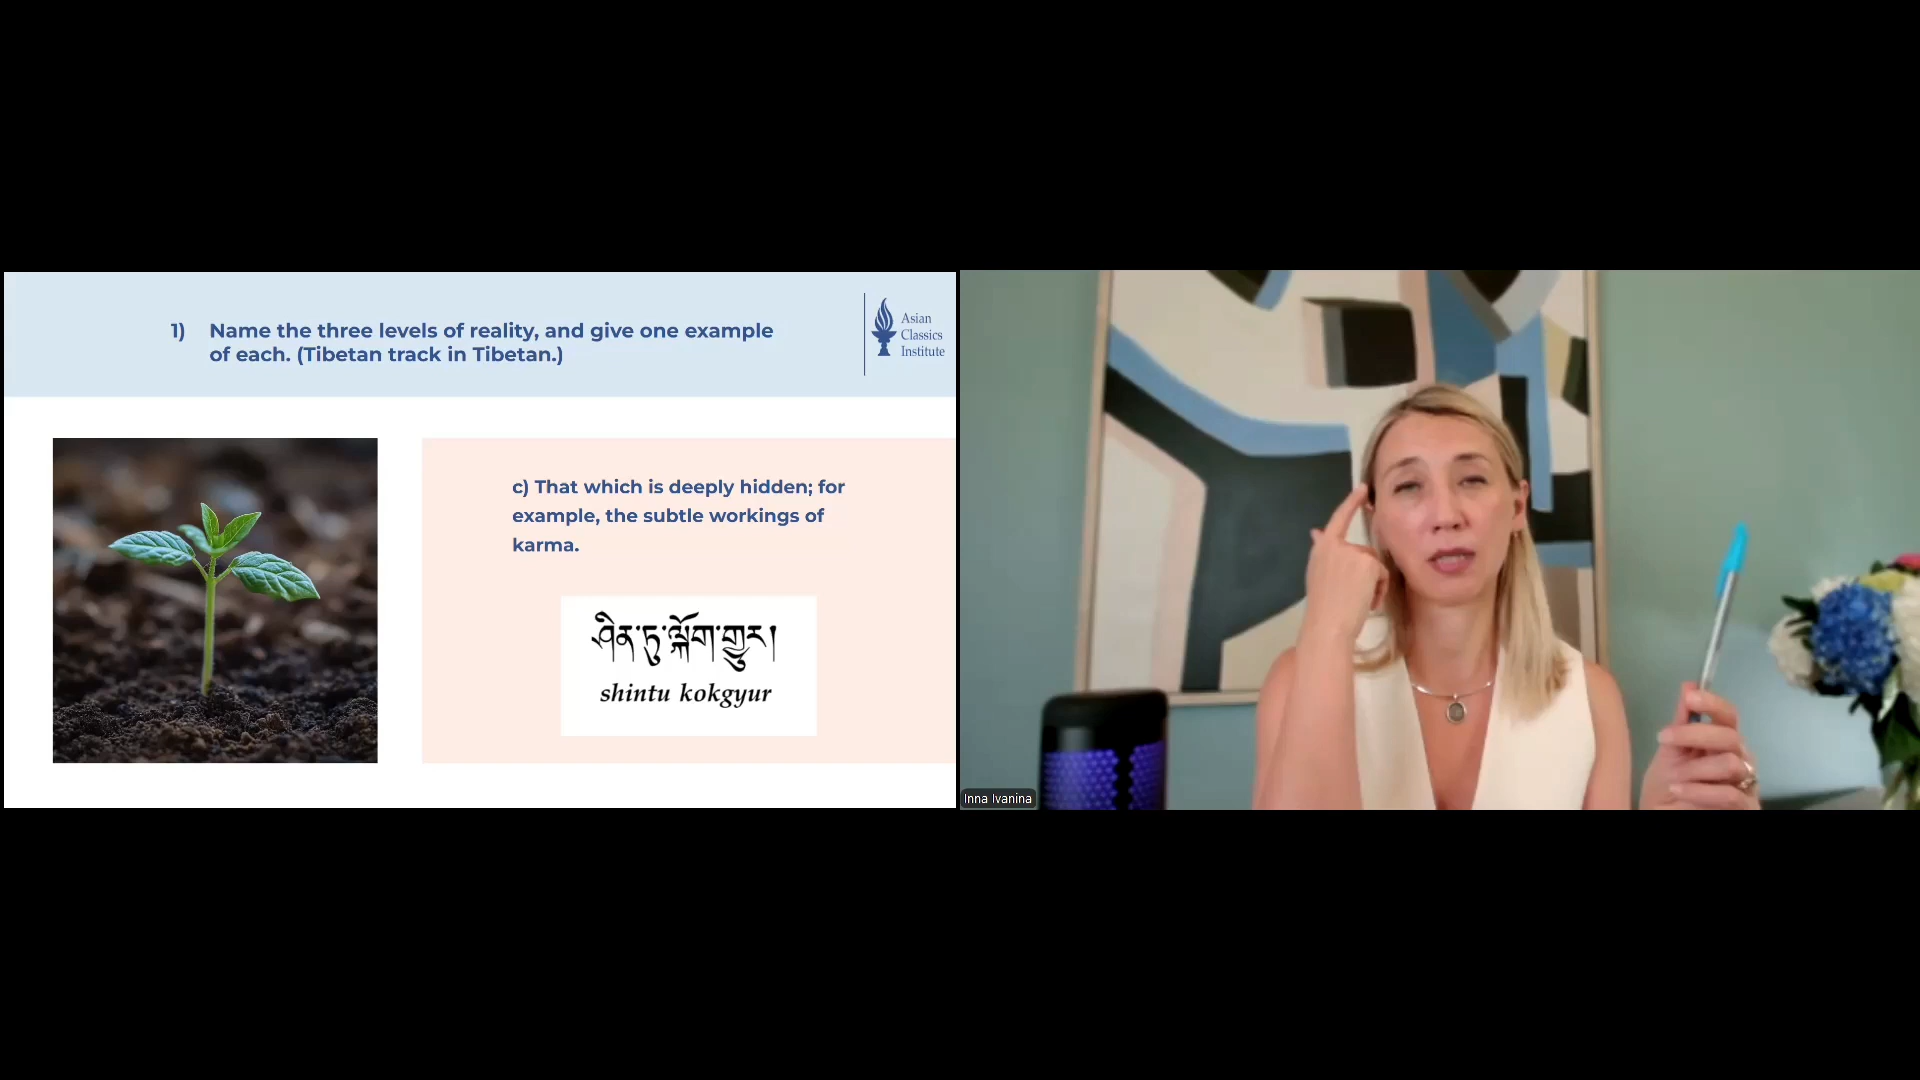 1) Name the three levels of reality, and give one example
of each. (Tibetan track in Tibetan.)
Asian
Classics
Institute
c) That which is deeply hidden; for
example, the subtle workings of
karma.
ཤིན་ཏུ་ལྐོག་གྱུར།
shintu kokgyur
Inna Ivanina